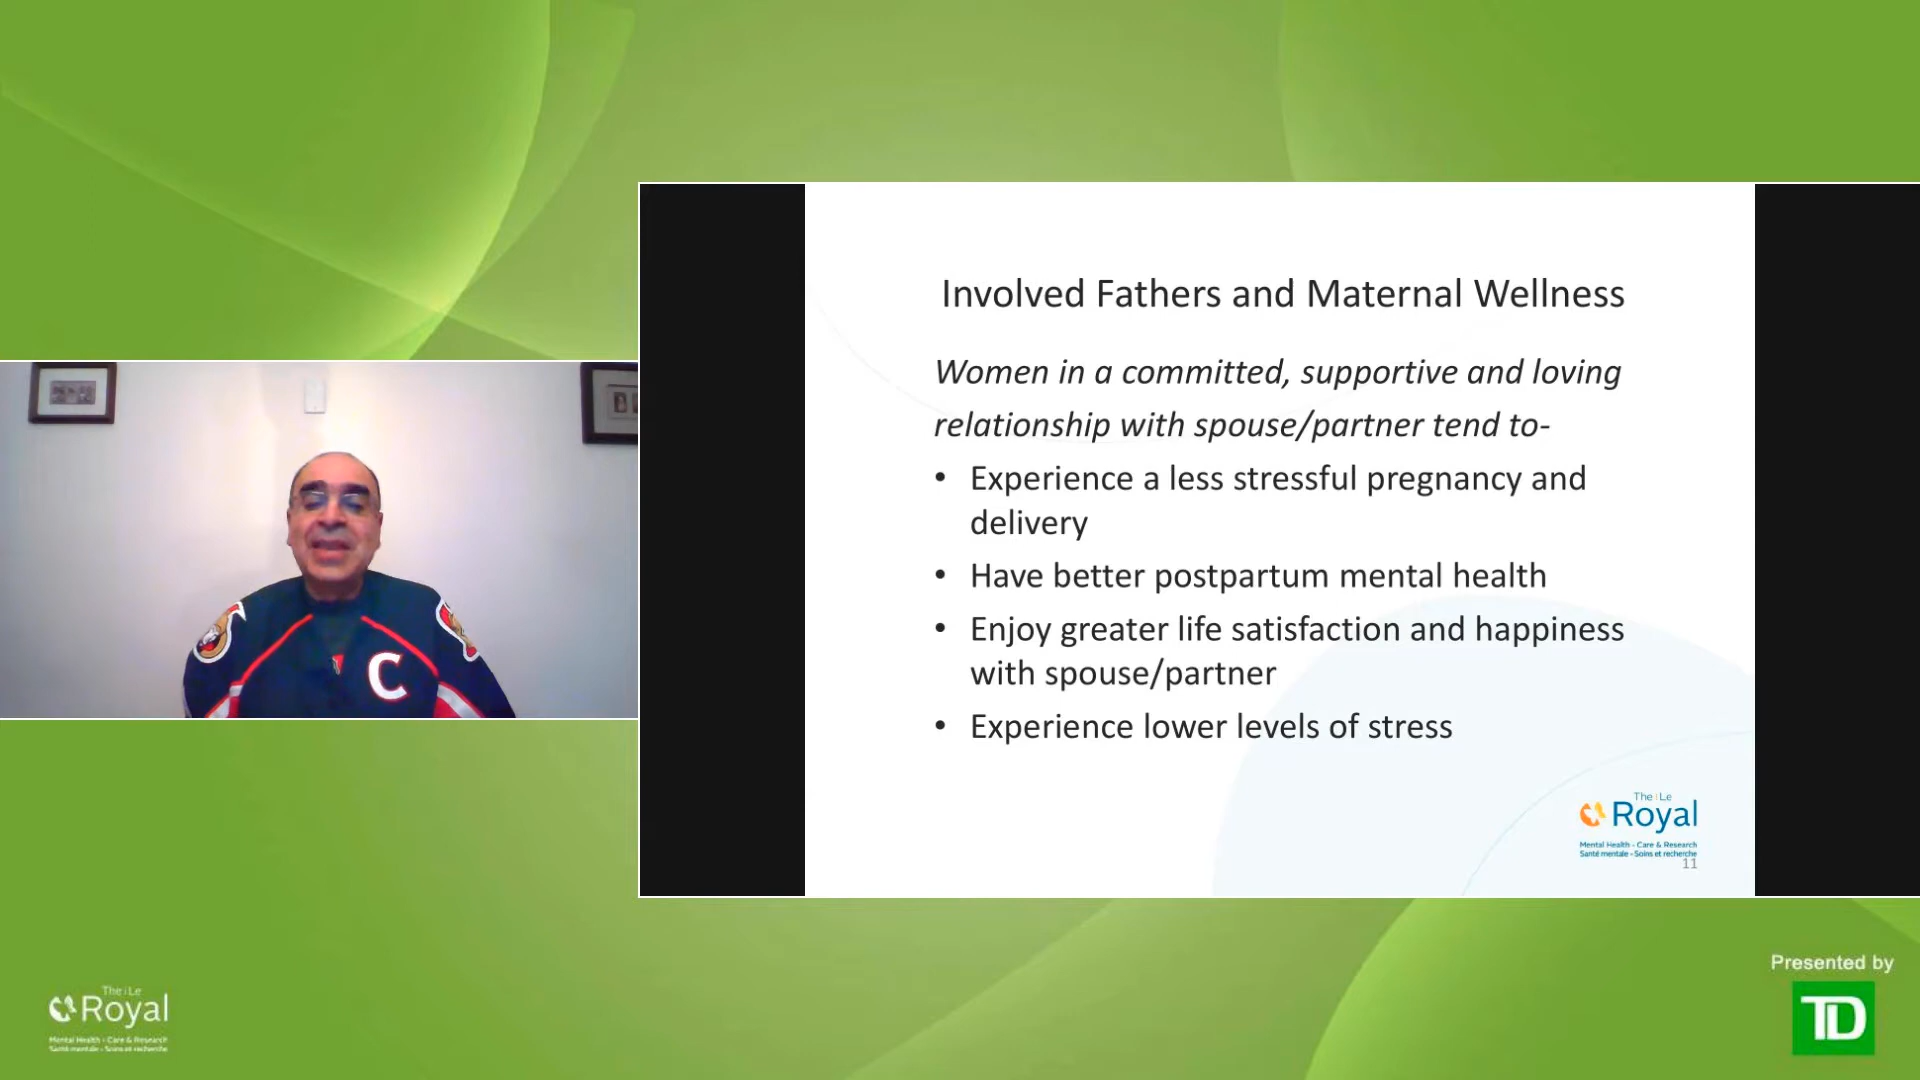 Involved Fathers and Maternal Wellness
Women in a committed, supportive and loving
relationship with spouse/partner tend to-
• Experience a less stressful pregnancy and
delivery
• Have better postpartum mental health
• Enjoy greater life satisfaction and happiness
with spouse/partner
• Experience lower levels of stress
The | Le
Royal
Mental Health - Care & Research
Santé mentale - Soins et recherche
11
C
The | Le
Royal
Mental Health - Care & Research
Santé mentale - Soins et recherche
Presented by
TD